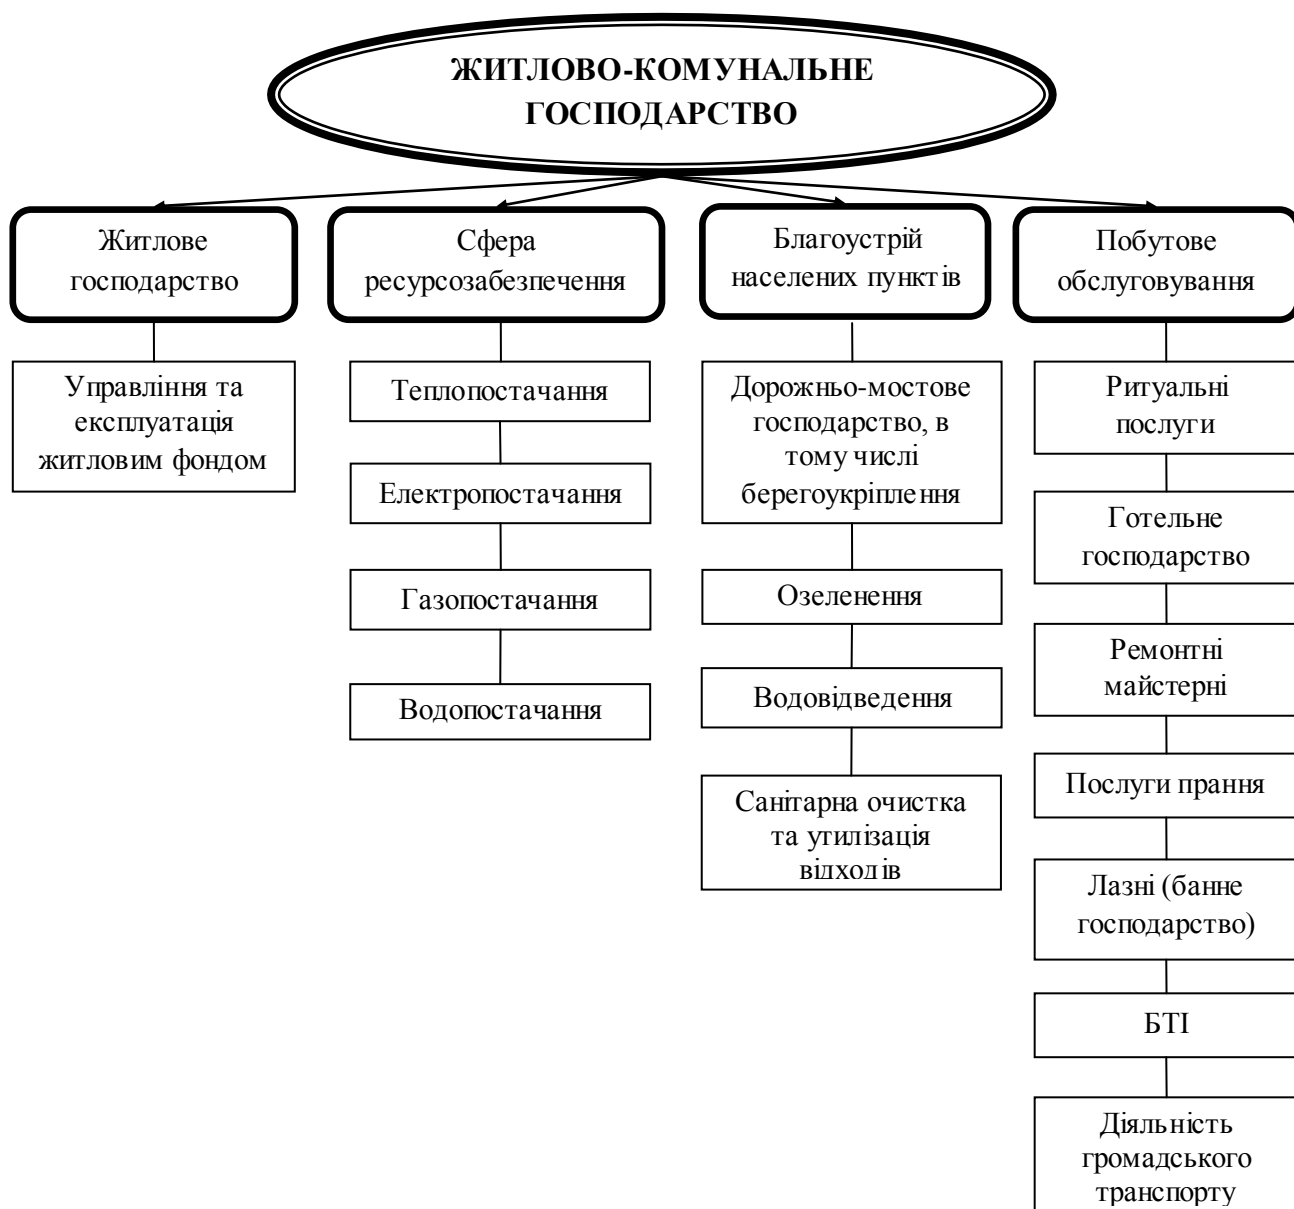 ЖИТЛОВО-КОМУНАЛЬНЕ
ГОСПОДАРСТВО
Житлове
господарство
Управління та
експлуатація
житловим фондом
Сфера
ресурсозабезпечення
Теплопостачання
Електропостачання
Газопостачання
Водопостачання
Благоустрій
населених пунктів
Дорожньо-мостове
господарство, в
тому числі
берегоукріплення
Озеленення
Водовідведення
Санітарна очистка
та утилізація
відходів
Побутове
обслуговування
Ритуальні
послуги
Готельне
господарство
Ремонтні
майстерні
Послуги прання
Лазні (банне
господарство)
БТІ
Діяльність
громадського
транспорту